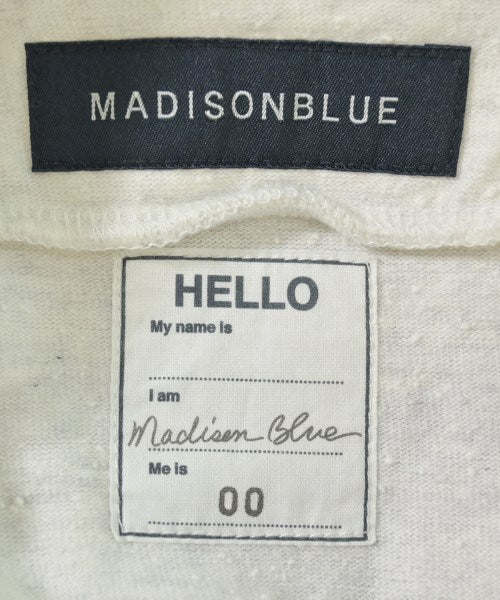 MADISONBLUE
HELLO
My name is
I am
Madison Blue
Me is
00